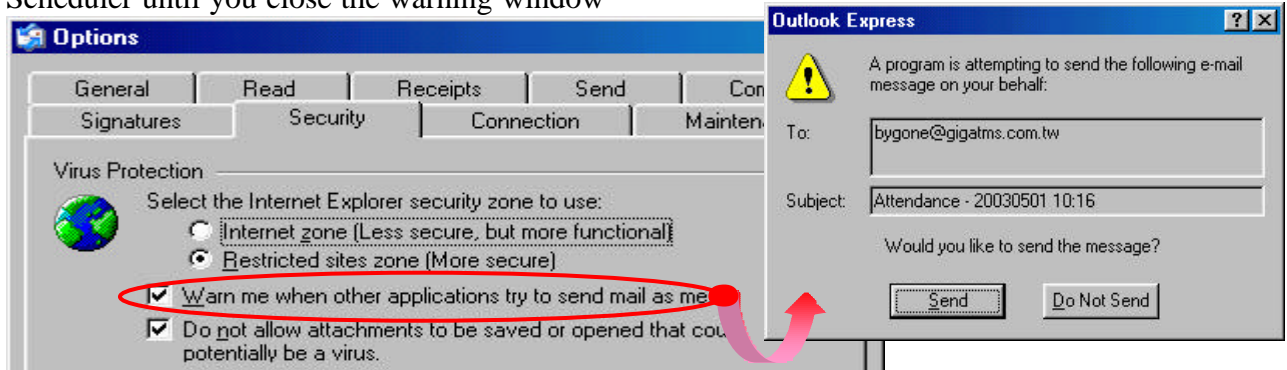 Scheduler until you close the warning window
Options
General Read Receipts Send
Signatures Security Connection
Virus Protection
Select the Internet Explorer security zone to use:
Internet zone (Less secure, but more functional)
Restricted sites zone (More secure)
Warn me when other applications try to send mail as me
Do not allow attachments to be saved or opened that
potentially be a virus.
Outlook Express
A program is attempting to send the following e-mail
message on your behalf:
To:
bygone@gigatms.com.tw
Subject:
Attendance - 20030501 10:16
Would you like to send the message?
Send Do Not Send